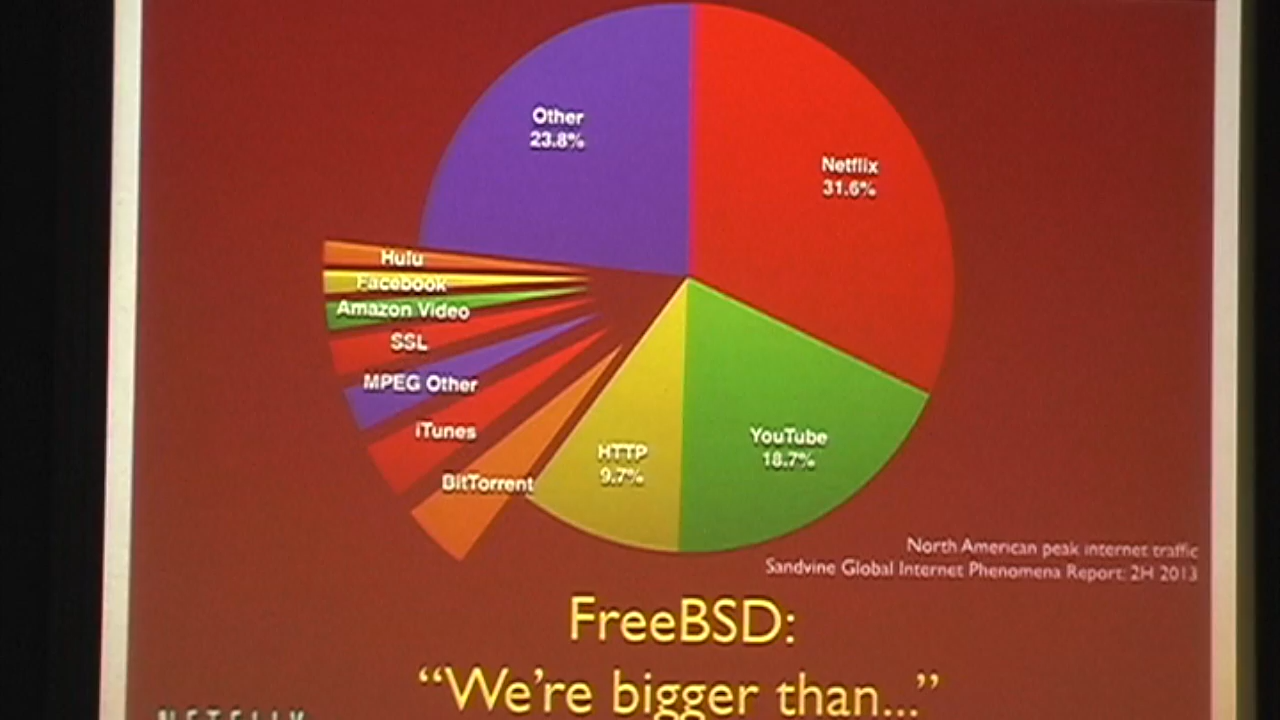 Other
23.8%
Netflix
31.6%
Hulu
Facebook
Amazon Video
SSL
MPEG Other
iTunes
BitTorrent
HTTP
9.7%
YouTube
18.7%
North American peak internet traffic
Sandvine Global Internet Phenomena Report: 2H 2013
FreeBSD:
“We’re bigger than...”
NETFLIX